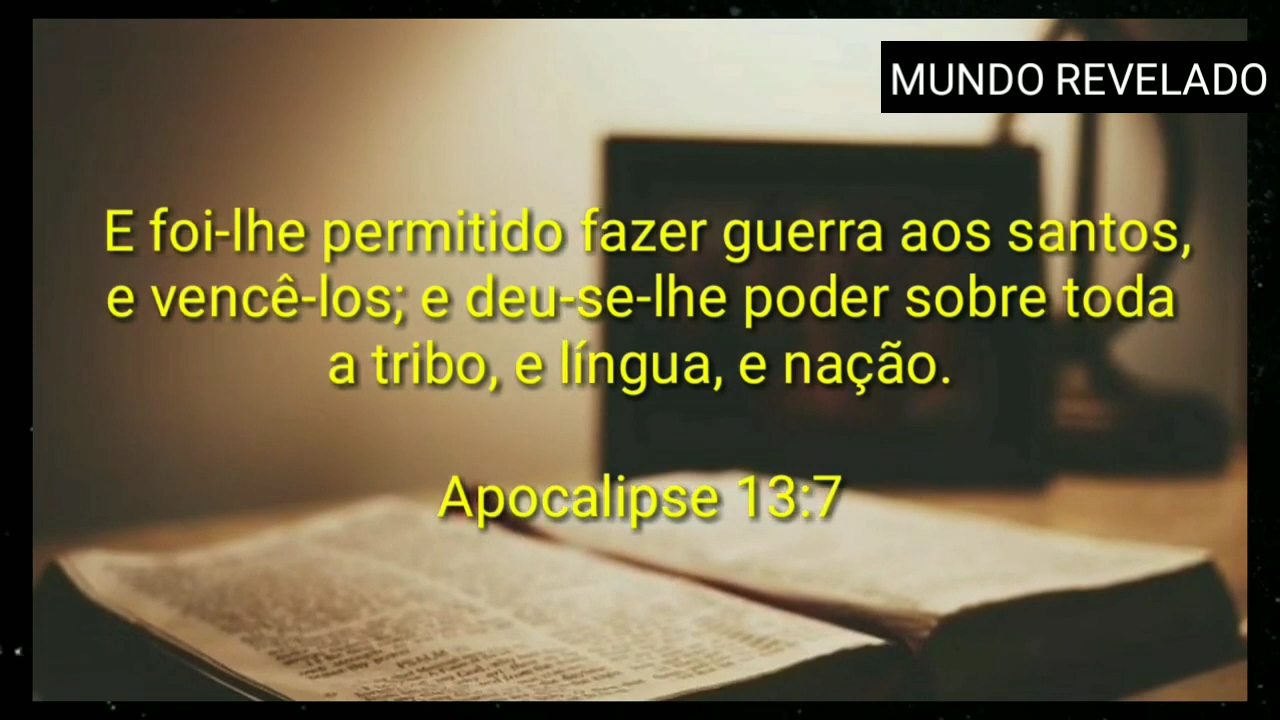 MUNDO REVELADO
E foi-lhe permitido fazer guerra aos santos,
e vencê-los; e deu-se-lhe poder sobre toda
a tribo, e língua, e nação.
Apocalipse 13:7